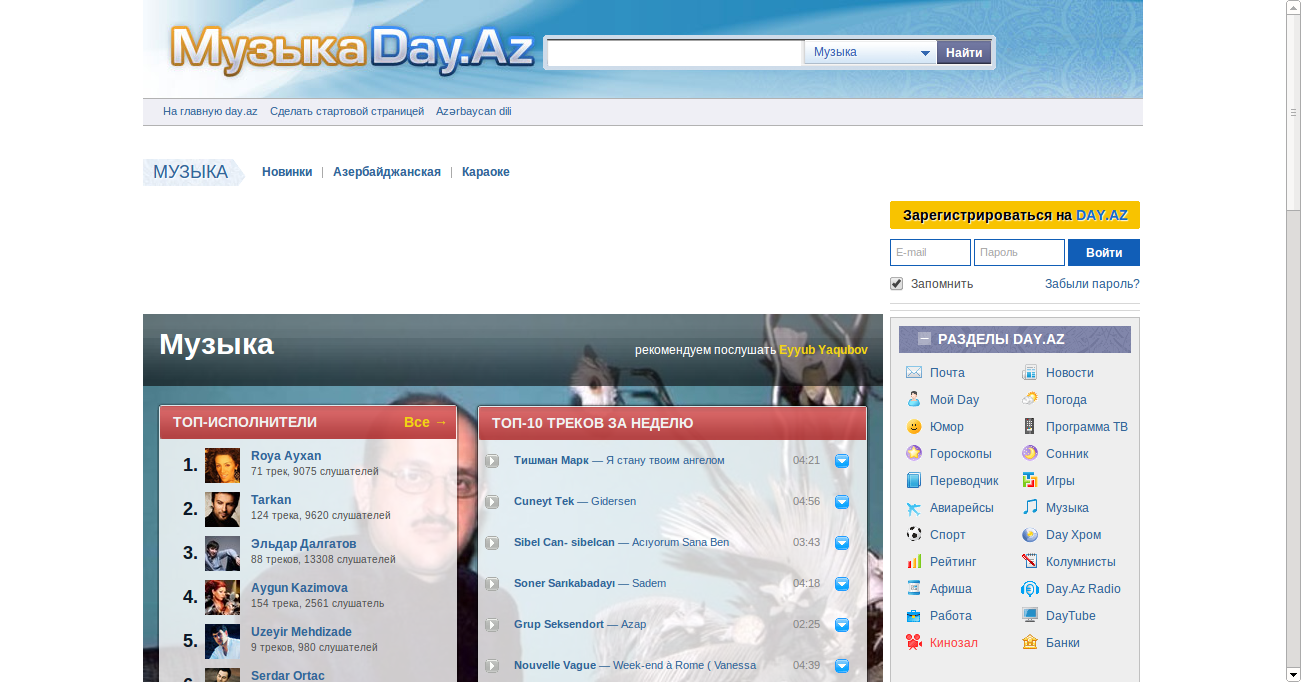 МузыкаDay.Az
Музыка
Найти
На главную day.az Сделать стартовой страницей Azərbaycan dili
МУЗЫКА
Новинки | Азербайджанская | Караоке
Зарегистрироваться на DAY.AZ
E-mail
Пароль
Войти
Запомнить
Забыли пароль?
Музыка
рекомендуем послушать Eyyub Yaqubov
ТОП-ИСПОЛНИТЕЛИ
Все →
1. Roya Ayxan
71 трек, 9075 слушателей
2. Tarkan
124 трека, 9620 слушателей
3. Эльдар Далгатов
88 треков, 13308 слушателей
4. Aygun Kazimova
154 трека, 2561 слушатель
5. Uzeyir Mehdizade
9 треков, 980 слушателей
Serdar Ortac
ТОП-10 ТРЕКОВ ЗА НЕДЕЛЮ
Тишман Марк — Я стану твоим ангелом 04:21
Cuneyt Tek — Gidersen 04:56
Sibel Can- sibelcan — Acıyorum Sana Ben 03:43
Soner Sarıkabadayı — Sadem 04:18
Grup Seksendort — Azap 02:25
Nouvelle Vague — Week-end à Rome ( Vanessa 04:39
РАЗДЕЛЫ DAY.AZ
Почта Новости
Мой Day Погода
Юмор Программа ТВ
Гороскопы Сонник
Переводчик Игры
Авиарейсы Музыка
Спорт Day Хром
Рейтинг Колумнисты
Афиша Day.Az Radio
Работа DayTube
Кинозал Банки